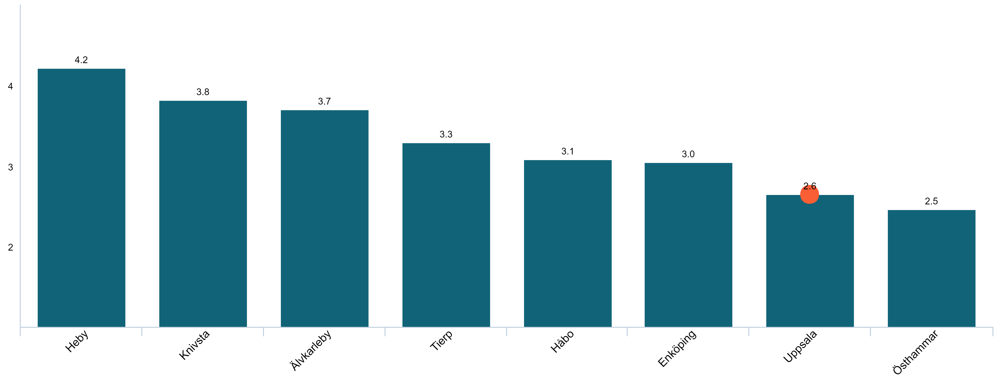 4.2
3.8
3.7
3.3
3.1
3.0
2.6
2.5
4
3
2
Heby
Knivsta
Älvkarleby
Tierp
Håbo
Enköping
Uppsala
Östhammar